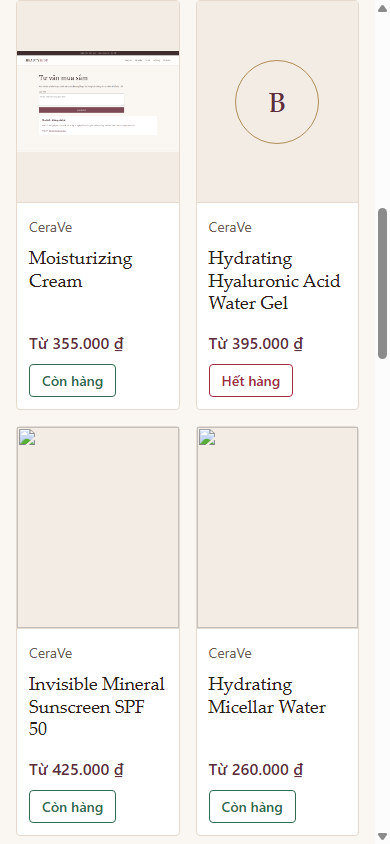 Tư vấn mua sắm
B
CeraVe
Moisturizing
Cream
Từ 355.000 ₫
Còn hàng
CeraVe
Hydrating
Hyaluronic Acid
Water Gel
Từ 395.000 ₫
Hết hàng
CeraVe
Invisible Mineral
Sunscreen SPF
50
Từ 425.000 ₫
Còn hàng
CeraVe
Hydrating
Micellar Water
Từ 260.000 ₫
Còn hàng